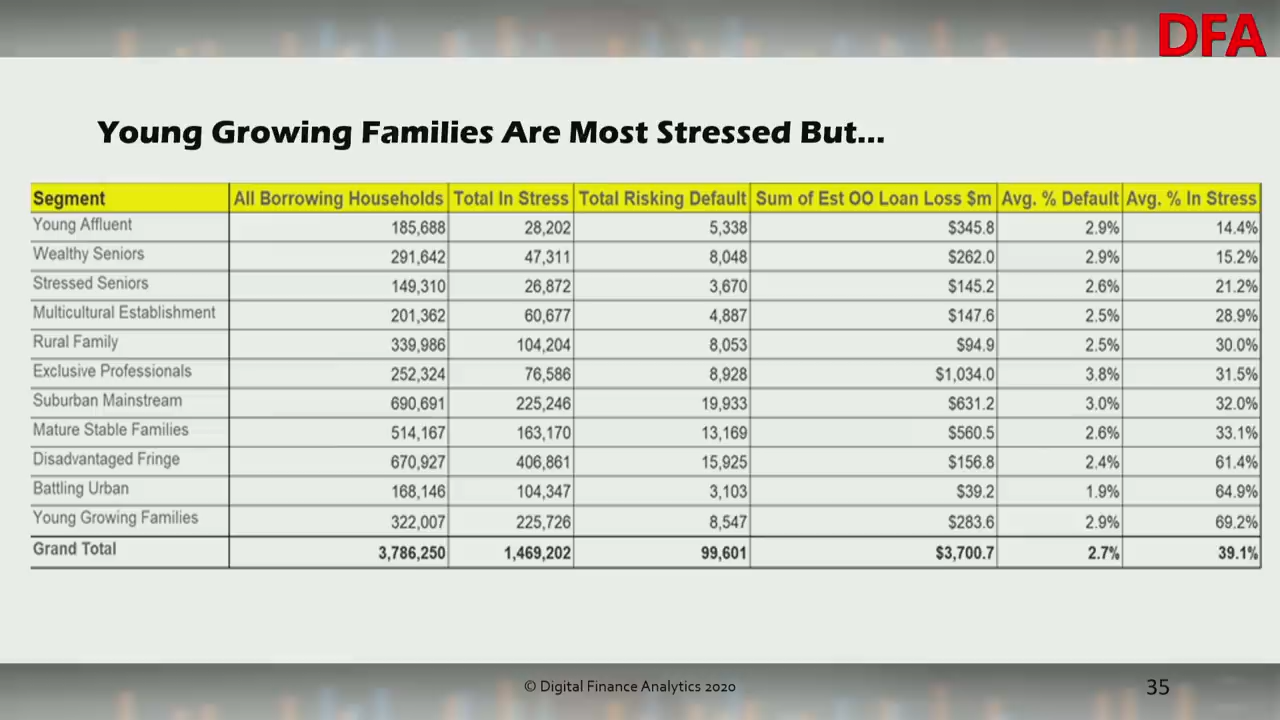 DFA
Young Growing Families Are Most Stressed But...
Segment All Borrowing Households Total In Stress Total Risking Default Sum of Est OO Loan Loss $m Avg. % Default Avg. % In Stress
Young Affluent 185,688 28,202 5,338 $345.8 2.9% 14.4%
Wealthy Seniors 291,642 47,311 8,048 $262.0 2.9% 15.2%
Stressed Seniors 149,310 26,872 3,670 $145.2 2.6% 21.2%
Multicultural Establishment 201,362 60,677 4,887 $147.6 2.5% 28.9%
Rural Family 339,986 104,204 8,053 $94.9 2.5% 30.0%
Exclusive Professionals 252,324 76,586 8,928 $1,034.0 3.8% 31.5%
Suburban Mainstream 690,691 225,246 19,933 $631.2 3.0% 32.0%
Mature Stable Families 514,167 163,170 13,169 $560.5 2.6% 33.1%
Disadvantaged Fringe 670,927 406,861 15,925 $156.8 2.4% 61.4%
Battling Urban 168,146 104,347 3,103 $39.2 1.9% 64.9%
Young Growing Families 322,007 225,726 8,547 $283.6 2.9% 69.2%
Grand Total 3,786,250 1,469,202 99,601 $3,700.7 2.7% 39.1%
© Digital Finance Analytics 2020
35